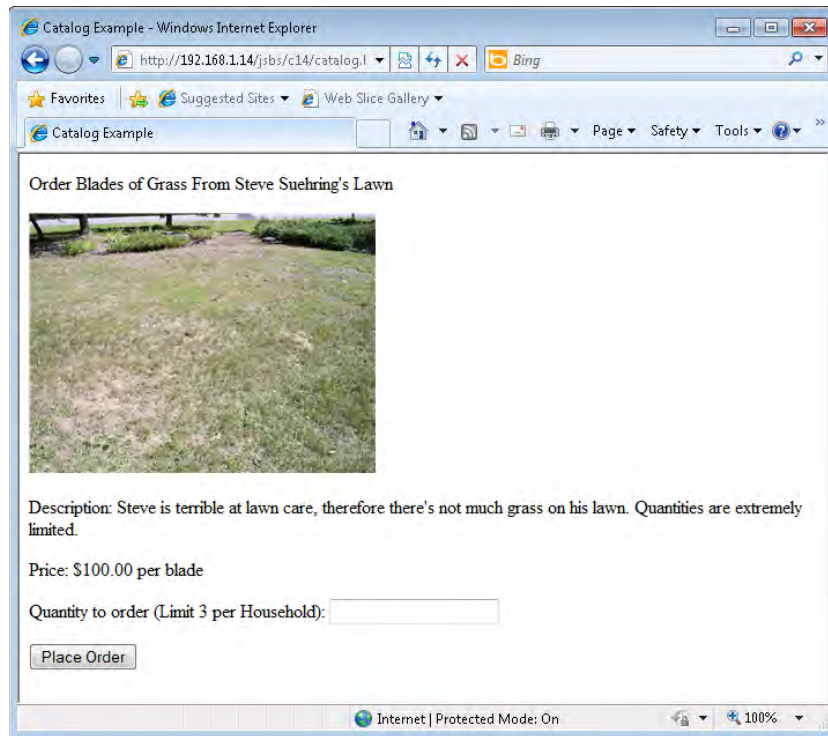 Catalog Example - Windows Internet Explorer
http://192.168.1.14/jsbs/c14/catalog.l
Bing
Favorites Suggested Sites Web Slice Gallery
Catalog Example Page Safety Tools »
Order Blades of Grass From Steve Suehring's Lawn
Description: Steve is terrible at lawn care, therefore there's not much grass on his lawn. Quantities are extremely
limited.
Price: $100.00 per blade
Quantity to order (Limit 3 per Household):
Place Order
Internet | Protected Mode: On 100%